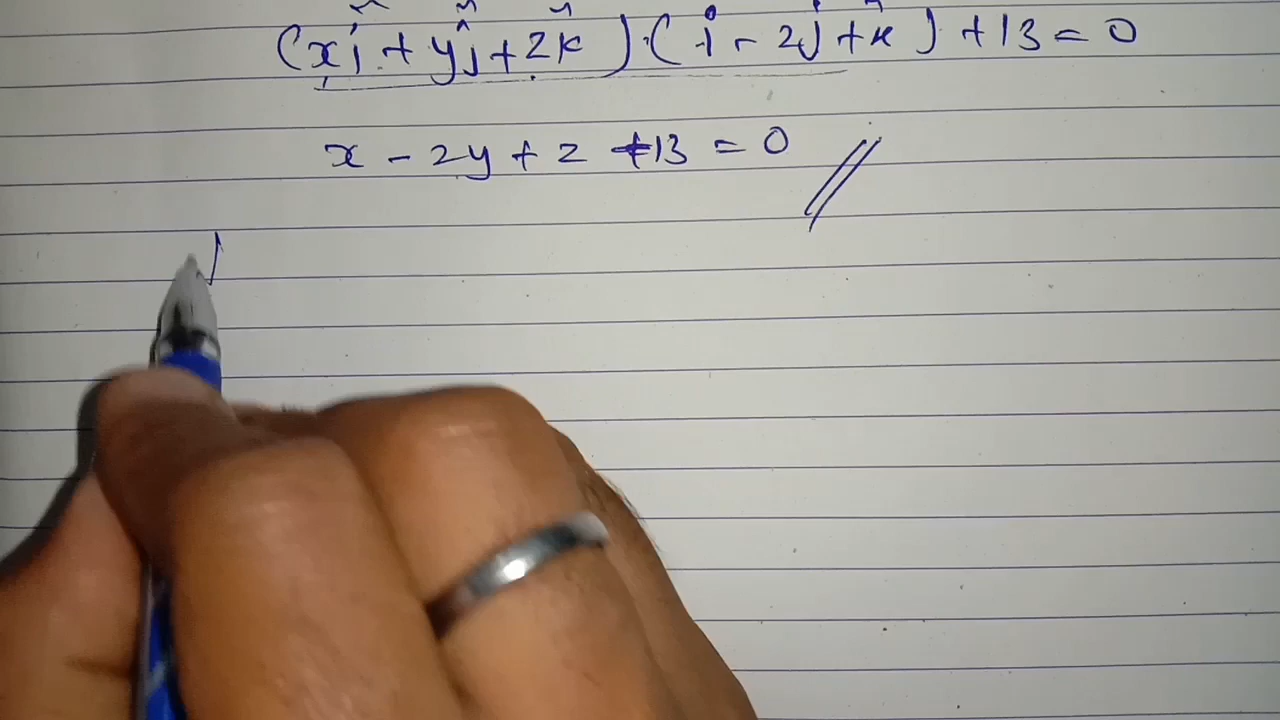 (xî + yĵ + zk̂).(î - 2ĵ + k̂) + 13 = 0
x - 2y + z + 13 = 0